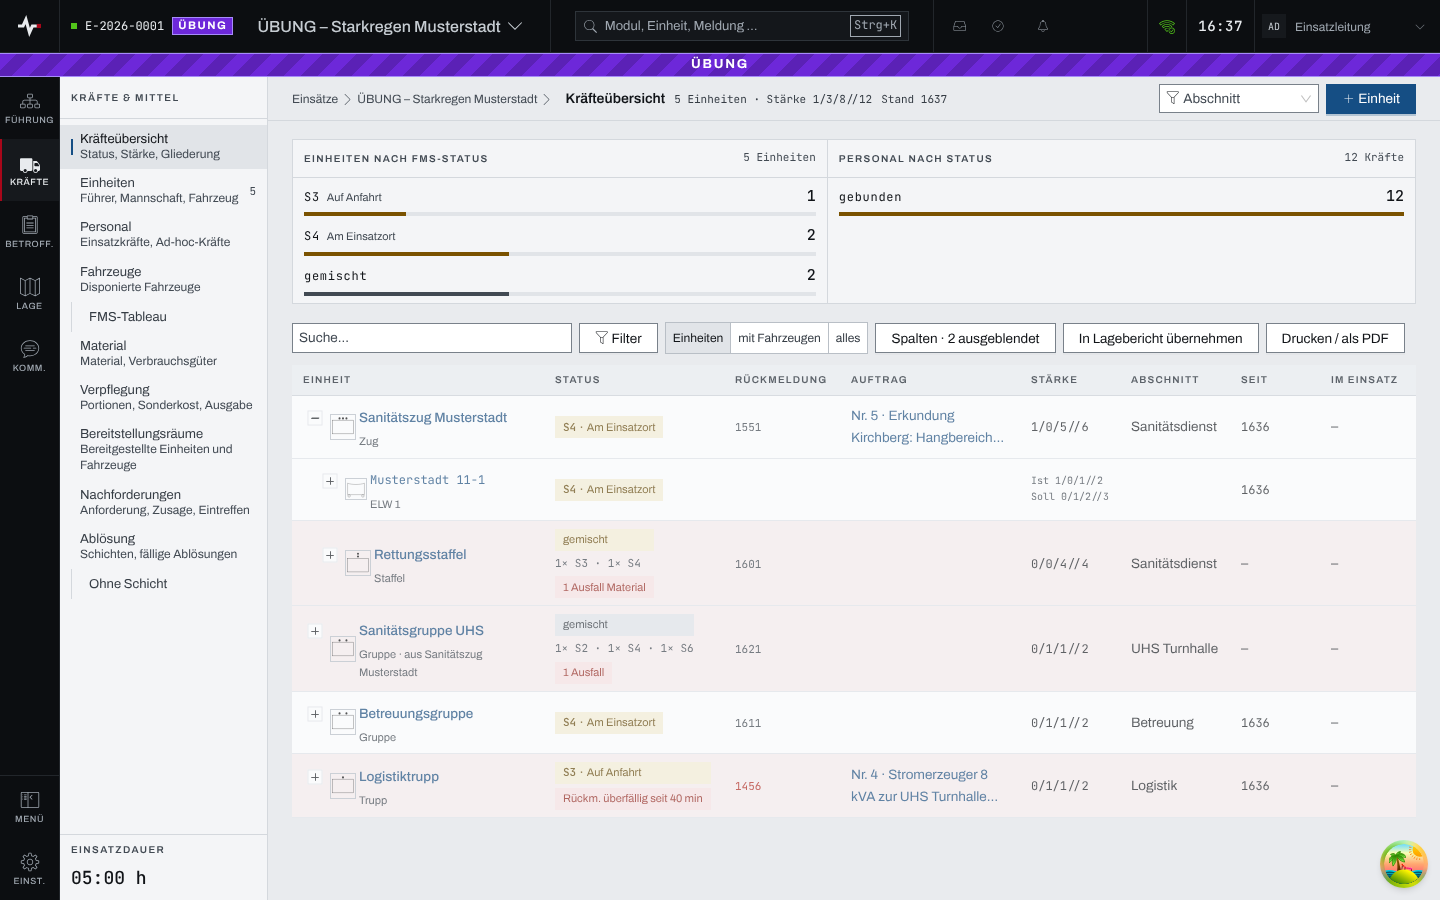 E-2026-0001 ÜBUNG ÜBUNG – Starkregen Musterstadt
Modul, Einheit, Meldung ... Strg+K
16:37 AD Einsatzleitung
ÜBUNG
FÜHRUNG
KRÄFTE
BETROFF.
LAGE
KOMM.
MENÜ
EINST.
KRÄFTE & MITTEL
Kräfteübersicht
Status, Stärke, Gliederung
Einheiten
Führer, Mannschaft, Fahrzeug 5
Personal
Einsatzkräfte, Ad-hoc-Kräfte
Fahrzeuge
Disponierte Fahrzeuge
FMS-Tableau
Material
Material, Verbrauchsgüter
Verpflegung
Portionen, Sonderkost, Ausgabe
Bereitstellungsräume
Bereitgestellte Einheiten und
Fahrzeuge
Nachforderungen
Anforderung, Zusage, Eintreffen
Ablösung
Schichten, fällige Ablösungen
Ohne Schicht
EINSATZDAUER
05:00 h
Einsätze ÜBUNG – Starkregen Musterstadt Kräfteübersicht 5 Einheiten · Stärke 1/3/8//12 Stand 1637
Abschnitt
+ Einheit
EINHEITEN NACH FMS-STATUS 5 Einheiten
S3 Auf Anfahrt 1
S4 Am Einsatzort 2
gemischt 2
PERSONAL NACH STATUS 12 Kräfte
gebunden 12
Suche... Filter Einheiten mit Fahrzeugen alles Spalten · 2 ausgeblendet In Lagebericht übernehmen Drucken / als PDF
EINHEIT STATUS RÜCKMELDUNG AUFTRAG STÄRKE ABSCHNITT SEIT IM EINSATZ
Sanitätszug Musterstadt
Zug
S4 · Am Einsatzort 1551
Nr. 5 · Erkundung
Kirchberg: Hangbereich...
1/0/5//6 Sanitätsdienst 1636 –
Musterstadt 11-1
ELW 1
S4 · Am Einsatzort
Ist 1/0/1//2
Soll 0/1/2//3
1636
Rettungsstaffel
Staffel
gemischt
1× S3 · 1× S4
1 Ausfall Material
1601 0/0/4//4 Sanitätsdienst – –
Sanitätsgruppe UHS
Gruppe · aus Sanitätszug
Musterstadt
gemischt
1× S2 · 1× S4 · 1× S6
1 Ausfall
1621 0/1/1//2 UHS Turnhalle – –
Betreuungsgruppe
Gruppe
S4 · Am Einsatzort 1611 0/1/1//2 Betreuung 1636 –
Logistiktrupp
Trupp
S3 · Auf Anfahrt
Rückm. überfällig seit 40 min
1456
Nr. 4 · Stromerzeuger 8
kVA zur UHS Turnhalle...
0/1/1//2 Logistik 1636 –